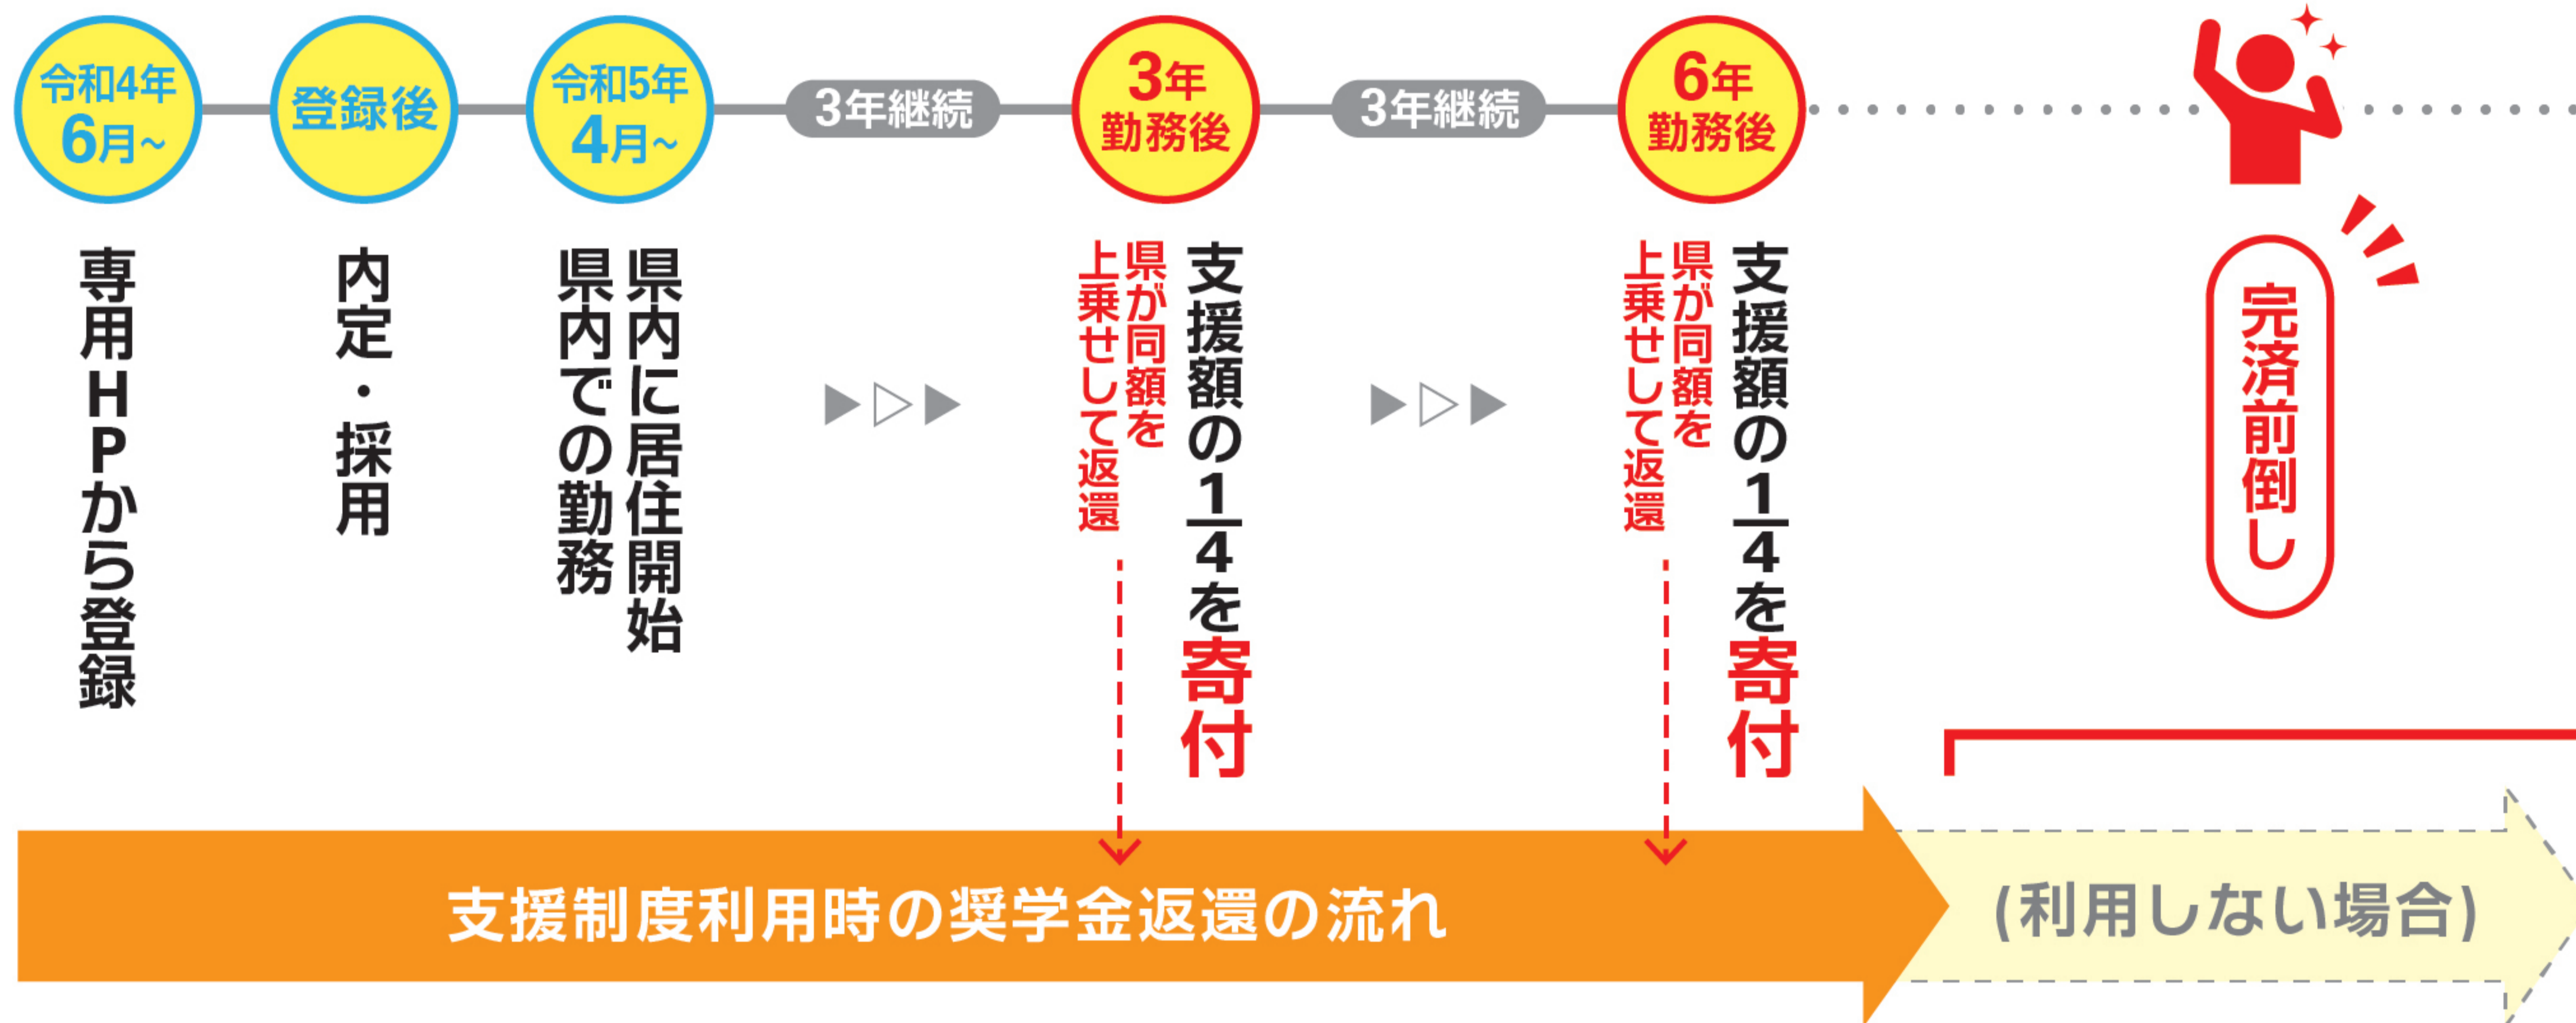 令和4年
6月~
登録後
令和5年
4月~
3年継続
3年
勤務後
3年継続
6年
勤務後
専用HPから登録
内定・採用
県内に居住開始
県内での勤務
支援額の1/4を寄付
県が同額を
上乗せして返還
支援額の1/4を寄付
県が同額を
上乗せして返還
完済前倒し
支援制度利用時の奨学金返還の流れ
(利用しない場合)